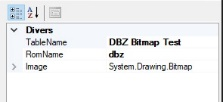 Divers
TableName DBZ Bitmap Test
RomName dbz
Image System.Drawing.Bitmap